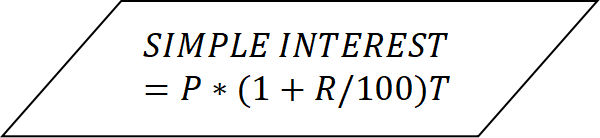 SIMPLE INTEREST
= P * (1 + R/100)T